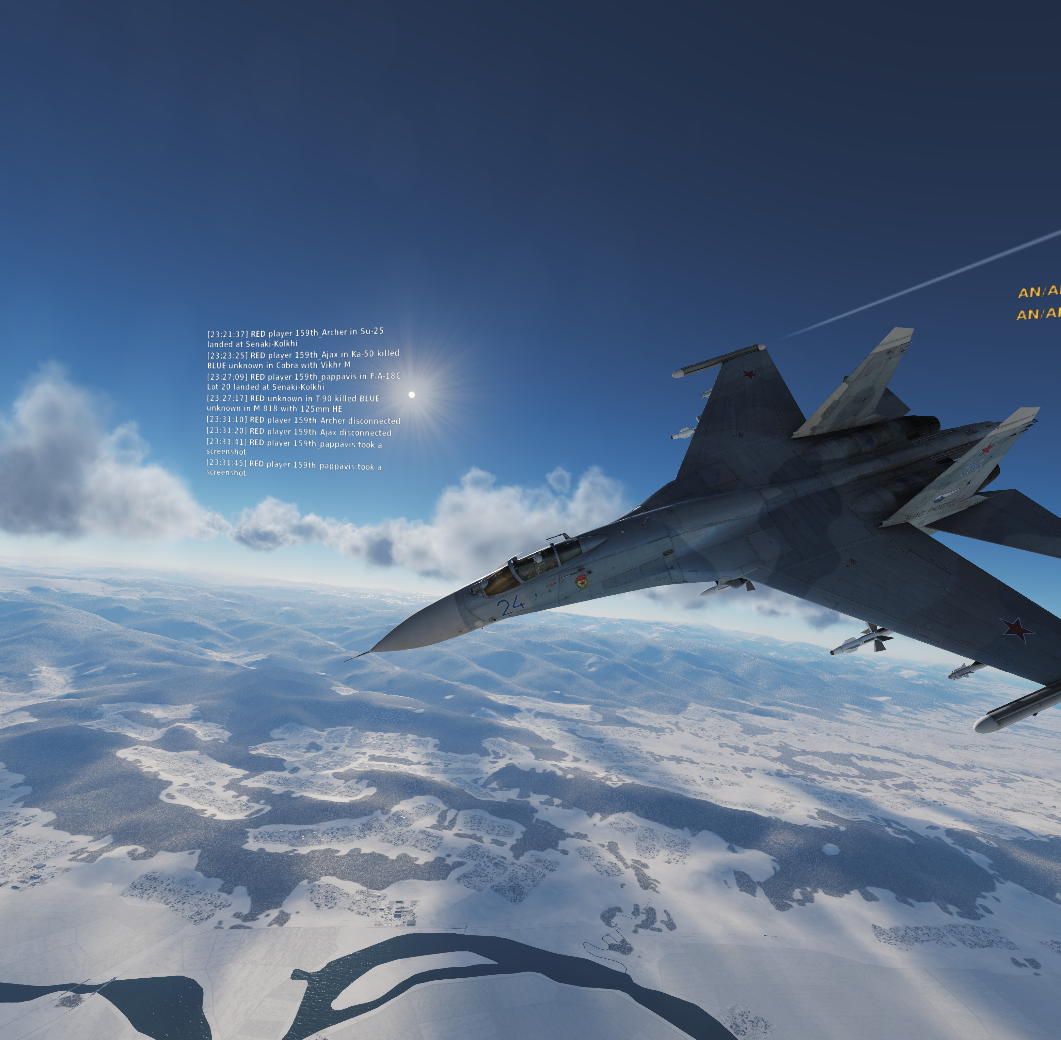 [23:21:37] RED player 159th_Archer in Su-25
landed at Senaki-Kolkhi
[23:23:25] RED player 159th_Ajax in Ka-50 killed
BLUE unknown in Cobra with Vikhr M
[23:27:09] RED player 159th_pappavis in F/A-18C
Lot 20 landed at Senaki-Kolkhi
[23:27:17] RED unknown in T-90 killed BLUE
unknown in M 818 with 125mm HE
[23:31:10] RED player 159th_Archer disconnected
[23:31:20] RED player 159th_Ajax disconnected
[23:31:41] RED player 159th_pappavis took a
screenshot
[23:31:45] RED player 159th_pappavis took a
screenshot
AN/A
AN/A
24